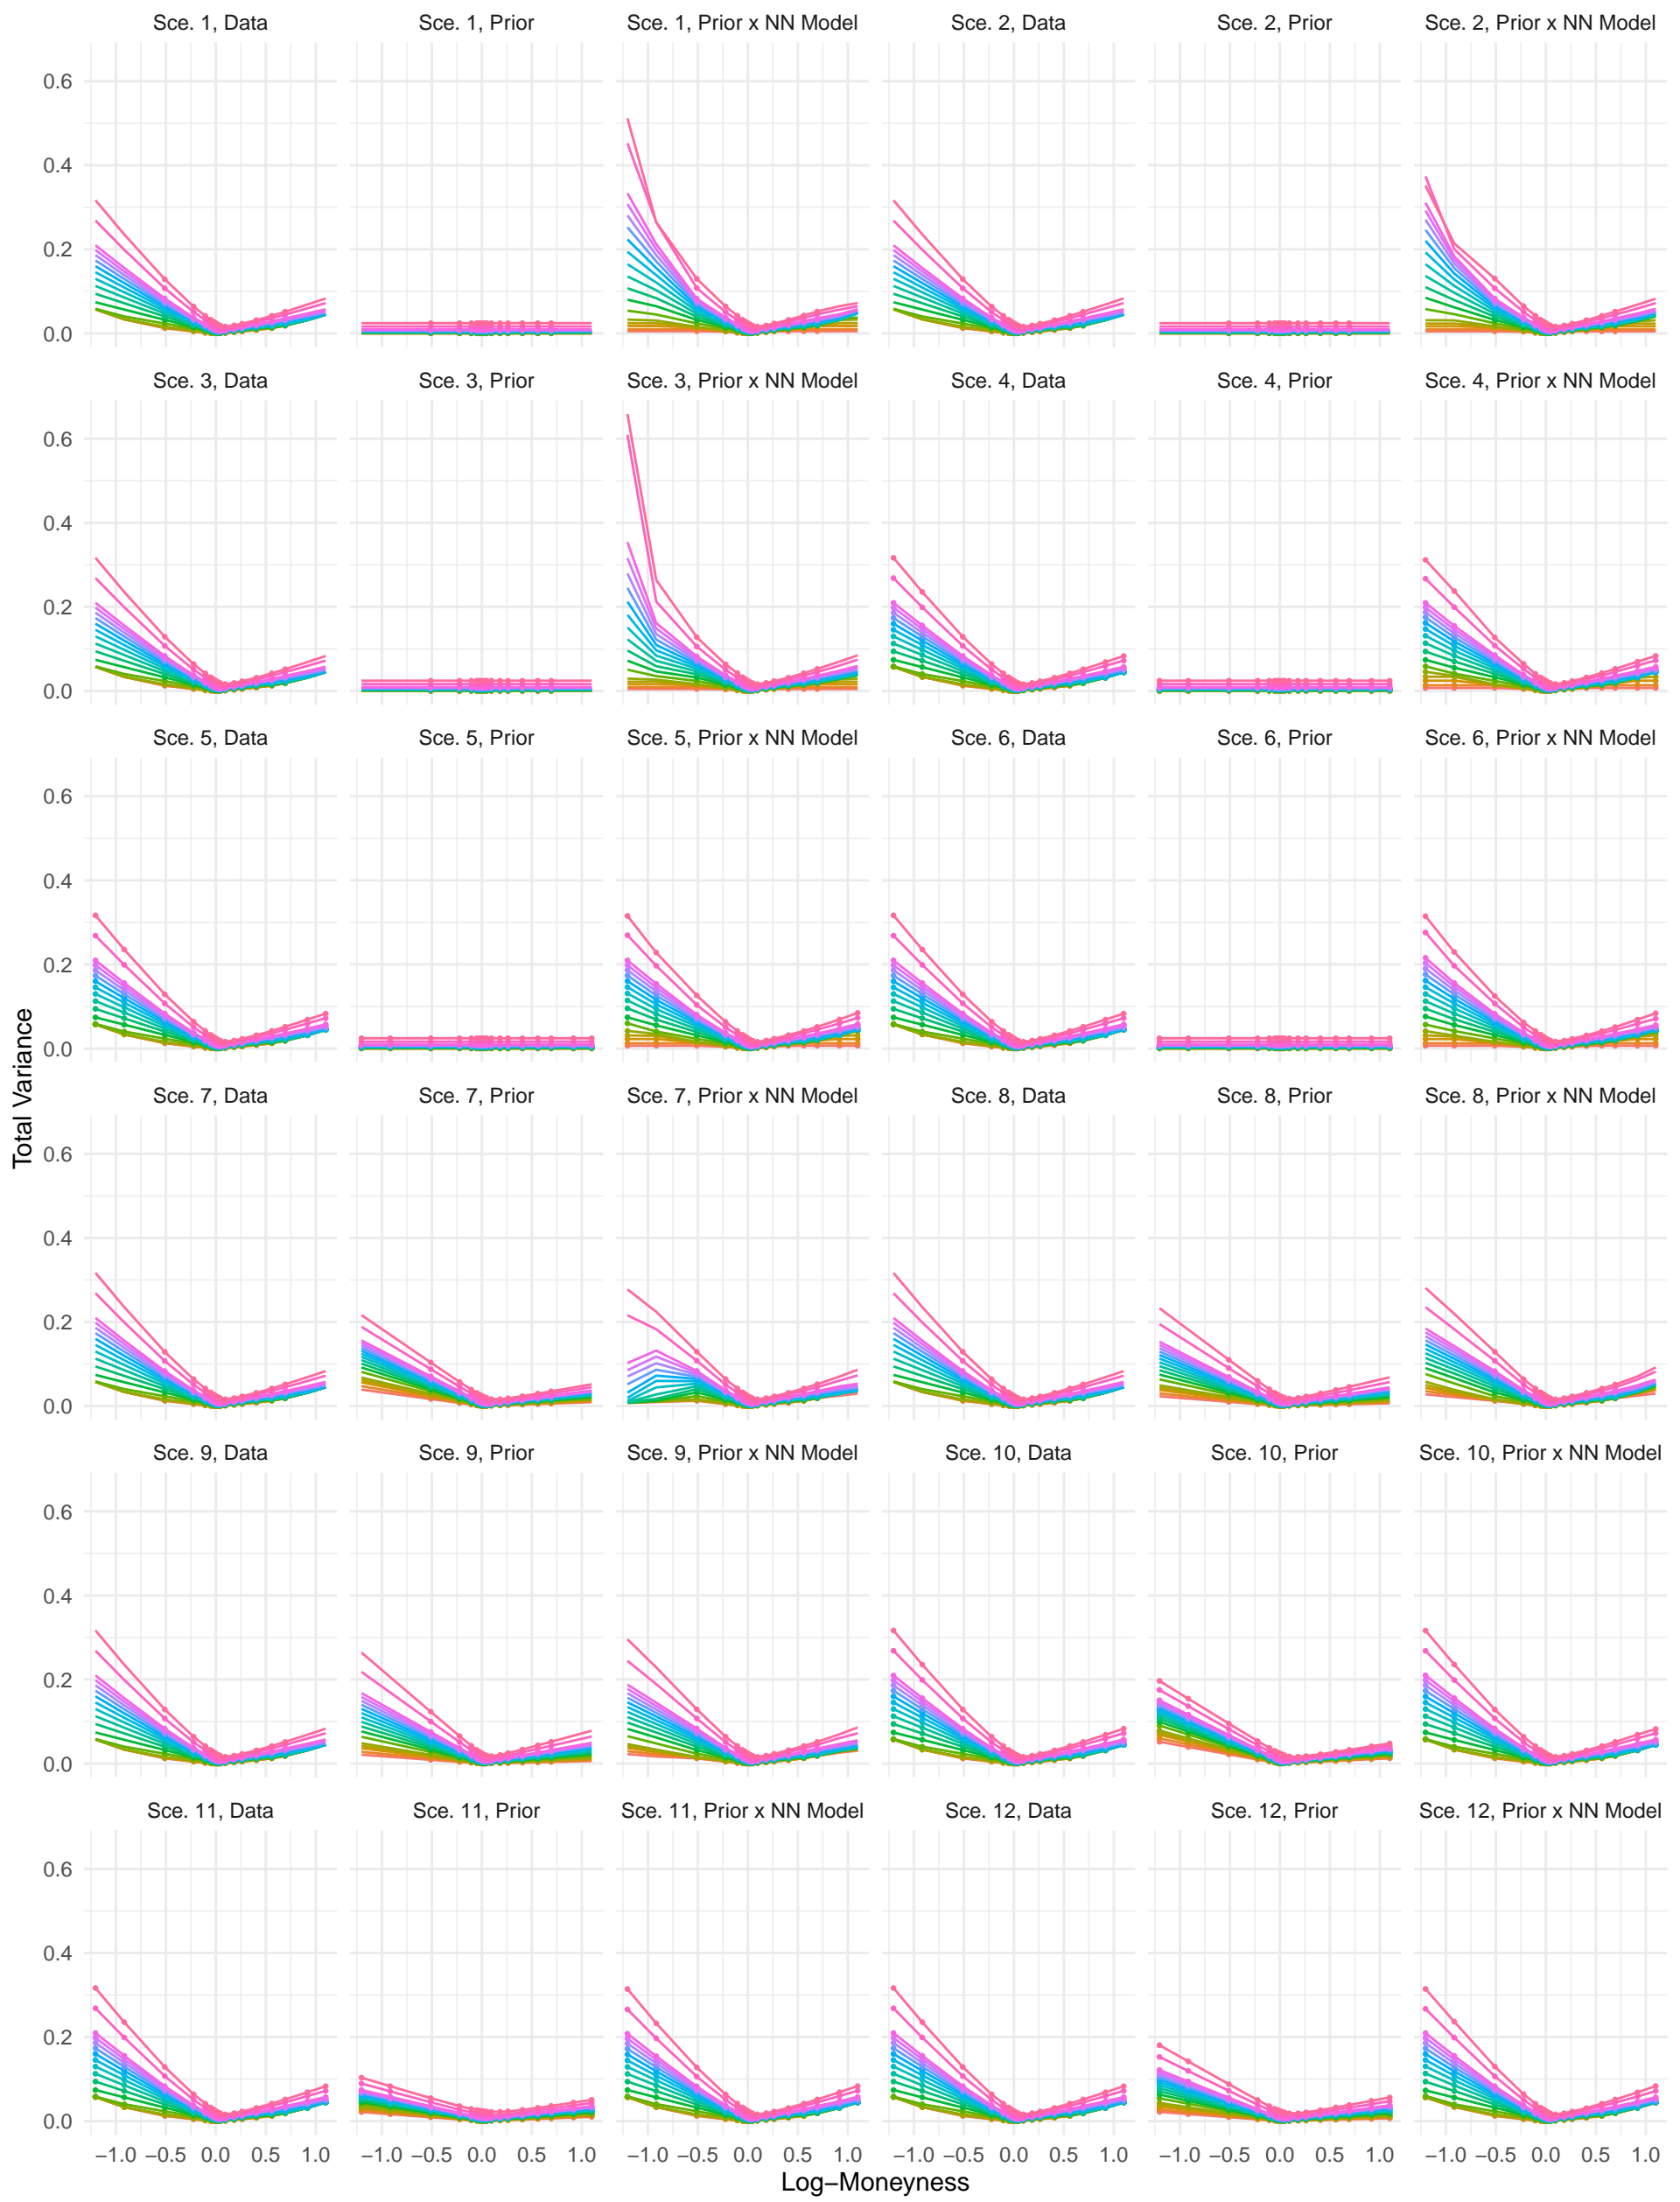 Sce. 1, Data Sce. 1, Prior Sce. 1, Prior x NN Model Sce. 2, Data Sce. 2, Prior Sce. 2, Prior x NN Model
0.6
0.4
0.2
0.0
Sce. 3, Data Sce. 3, Prior Sce. 3, Prior x NN Model Sce. 4, Data Sce. 4, Prior Sce. 4, Prior x NN Model
0.6
0.4
0.2
0.0
Sce. 5, Data Sce. 5, Prior Sce. 5, Prior x NN Model Sce. 6, Data Sce. 6, Prior Sce. 6, Prior x NN Model
0.6
0.4
0.2
0.0
Total Variance
Sce. 7, Data Sce. 7, Prior Sce. 7, Prior x NN Model Sce. 8, Data Sce. 8, Prior Sce. 8, Prior x NN Model
0.6
0.4
0.2
0.0
Sce. 9, Data Sce. 9, Prior Sce. 9, Prior x NN Model Sce. 10, Data Sce. 10, Prior Sce. 10, Prior x NN Model
0.6
0.4
0.2
0.0
Sce. 11, Data Sce. 11, Prior Sce. 11, Prior x NN Model Sce. 12, Data Sce. 12, Prior Sce. 12, Prior x NN Model
0.6
0.4
0.2
0.0
−1.0 −0.5 0.0 0.5 1.0 −1.0 −0.5 0.0 0.5 1.0 −1.0 −0.5 0.0 0.5 1.0 −1.0 −0.5 0.0 0.5 1.0 −1.0 −0.5 0.0 0.5 1.0 −1.0 −0.5 0.0 0.5 1.0
Log−Moneyness